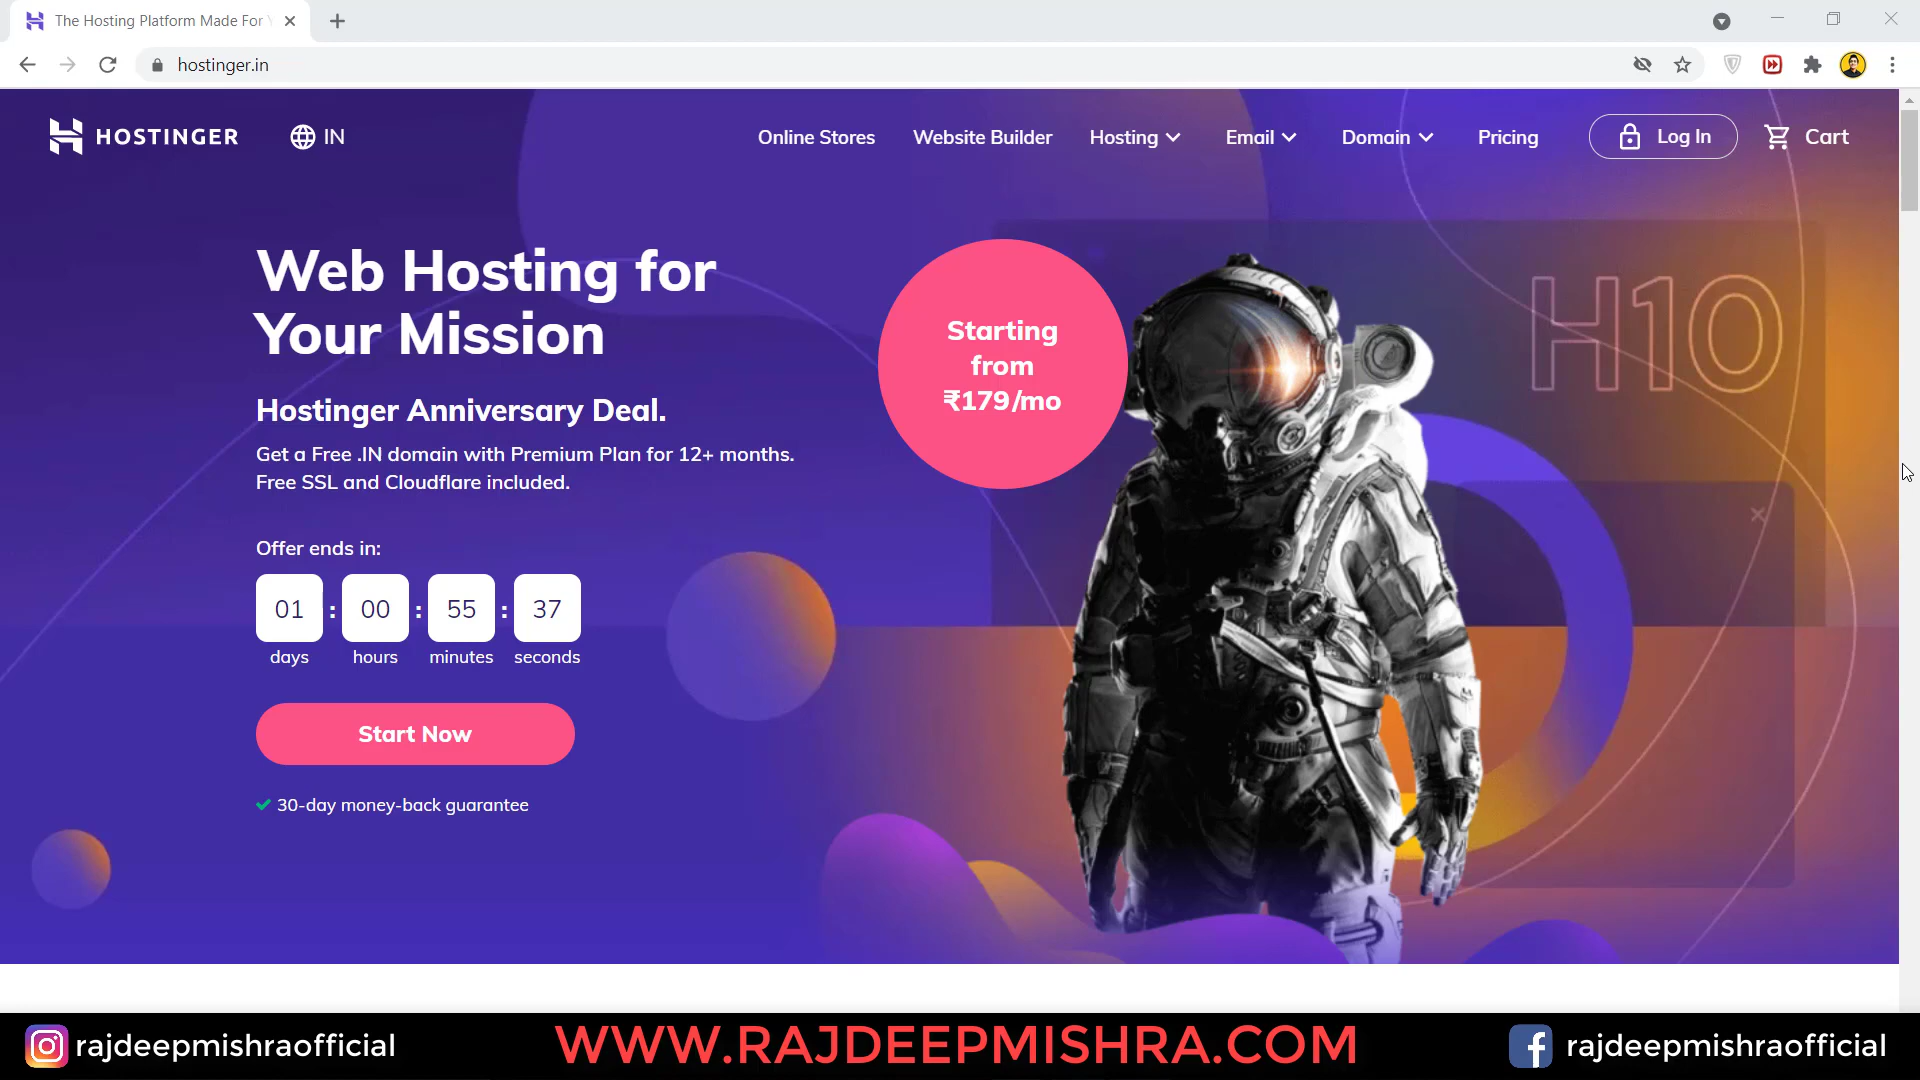 The Hosting Platform Made For
hostinger.in
HOSTINGER
IN
Online Stores
Website Builder
Hosting
Email
Domain
Pricing
Log In
Cart
Web Hosting for
Your Mission
Hostinger Anniversary Deal.
Get a Free .IN domain with Premium Plan for 12+ months.
Free SSL and Cloudflare included.
Offer ends in:
01 : 00 : 55 : 37
days hours minutes seconds
Start Now
30-day money-back guarantee
Starting
from
₹179/mo
H10
rajdeepmishraofficial
WWW.RAJDEEPMISHRA.COM
rajdeepmishraofficial